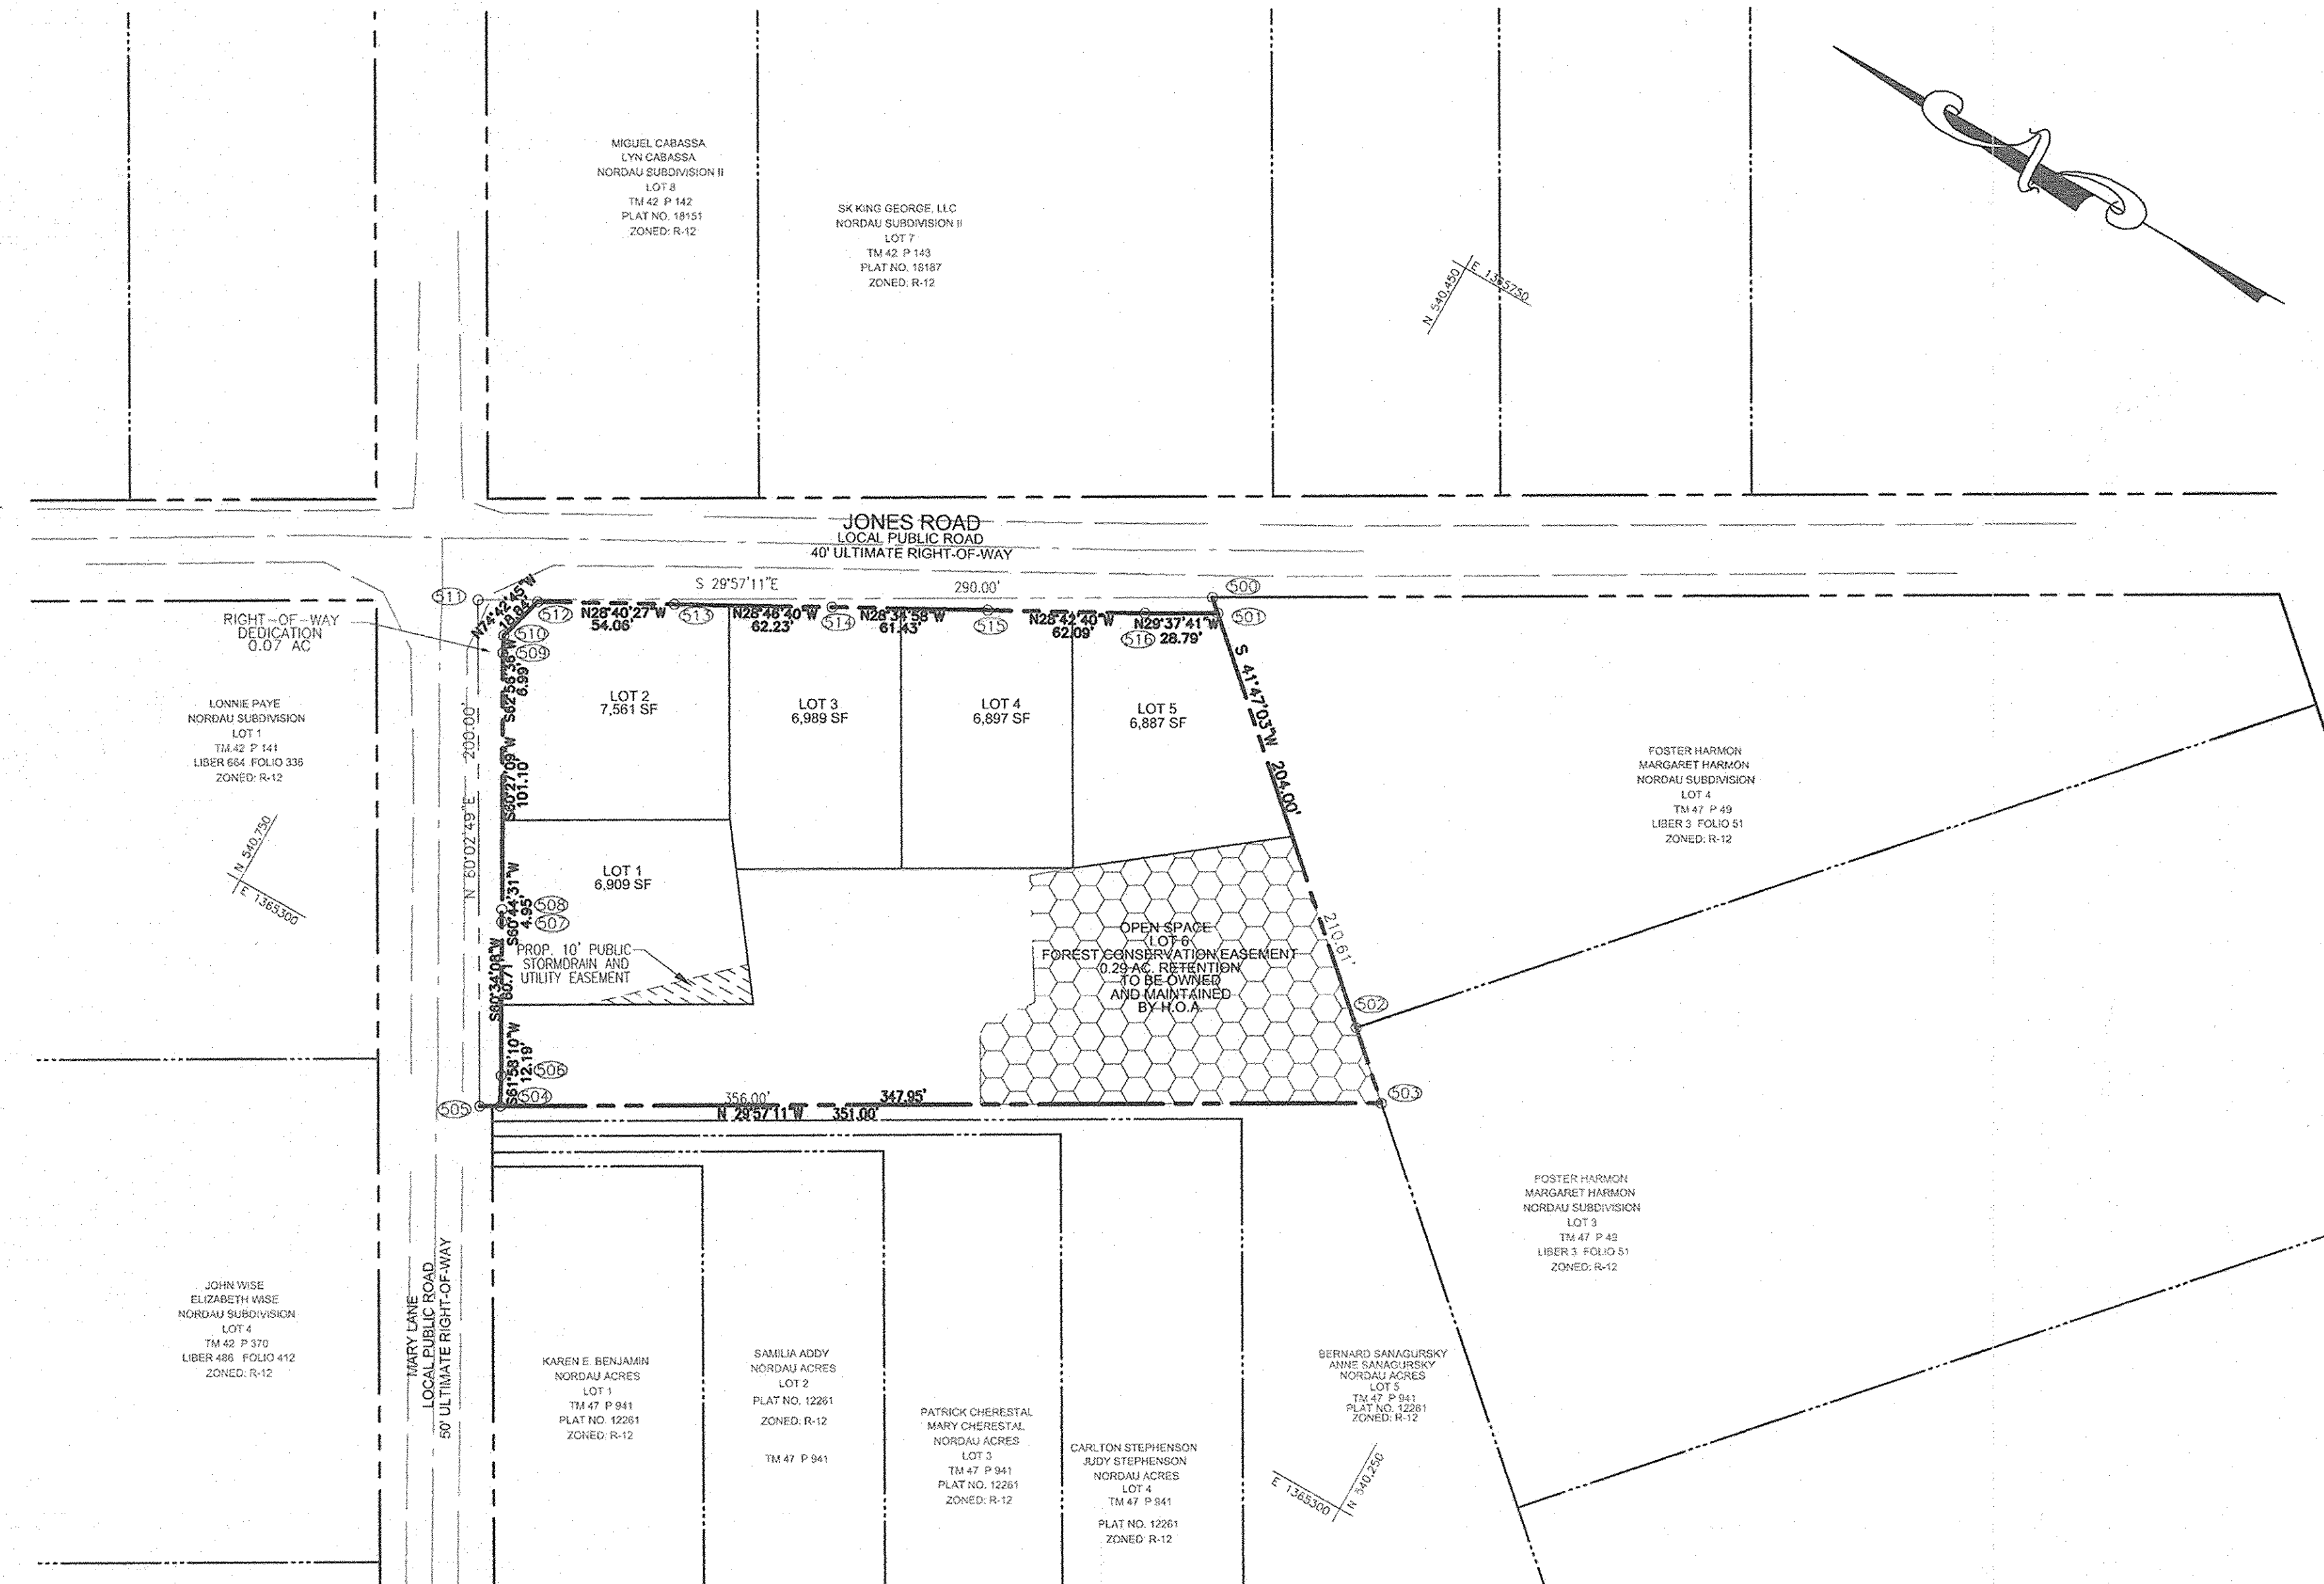 MIGUEL CABASSA
LYN CABASSA
NORDAU SUBDIVISION II
LOT 8
TM 42 P 142
PLAT NO. 18151
ZONED: R-12
SK KING GEORGE, LLC
NORDAU SUBDIVISION II
LOT 7
TM 42 P 143
PLAT NO. 18187
ZONED: R-12
N 540,450
E 1365750
JONES ROAD
LOCAL PUBLIC ROAD
40' ULTIMATE RIGHT-OF-WAY
S 29°57'11"E 290.00'
511
512
513
514
515
516
500
501
510
509
N74°42'45"W
18.84'
N28°40'27"W
54.06'
N28°46'40"W
62.23'
N28°34'58"W
61.43'
N28°42'40"W
62.09'
N29°37'41"W
28.79'
RIGHT-OF-WAY
DEDICATION
0.07 AC
S62°56'36"W
6.99'
S60°27'09"W
101.10'
N 60°02'49"E 200.00'
S 41°47'03"W 204.00'
210.61'
LOT 2
7,561 SF
LOT 3
6,989 SF
LOT 4
6,897 SF
LOT 5
6,887 SF
LOT 1
6,909 SF
LONNIE PAYE
NORDAU SUBDIVISION
LOT 1
TM 42 P 141
LIBER 664 FOLIO 336
ZONED: R-12
N 540,750
E 1365300
FOSTER HARMON
MARGARET HARMON
NORDAU SUBDIVISION
LOT 4
TM 47 P 49
LIBER 3 FOLIO 51
ZONED: R-12
508
507
S60°44'31"W
4.95'
S60°34'08"W
60.71'
PROP. 10' PUBLIC
STORMDRAIN AND
UTILITY EASEMENT
OPEN SPACE
LOT 6
FOREST CONSERVATION EASEMENT
0.29 AC. RETENTION
TO BE OWNED
AND MAINTAINED
BY H.O.A.
502
503
S61°58'10"W
12.19'
506
504
505
356.00'
347.95'
N 29°57'11"W 351.00'
FOSTER HARMON
MARGARET HARMON
NORDAU SUBDIVISION
LOT 3
TM 47 P 49
LIBER 3 FOLIO 51
ZONED: R-12
JOHN WISE
ELIZABETH WISE
NORDAU SUBDIVISION
LOT 4
TM 42 P 370
LIBER 486 FOLIO 412
ZONED: R-12
MARY LANE
LOCAL PUBLIC ROAD
50' ULTIMATE RIGHT-OF-WAY
KAREN E. BENJAMIN
NORDAU ACRES
LOT 1
TM 47 P 941
PLAT NO. 12261
ZONED: R-12
SAMILIA ADDY
NORDAU ACRES
LOT 2
PLAT NO. 12261
ZONED: R-12
TM 47 P 941
PATRICK CHERESTAL
MARY CHERESTAL
NORDAU ACRES
LOT 3
TM 47 P 941
PLAT NO. 12261
ZONED: R-12
CARLTON STEPHENSON
JUDY STEPHENSON
NORDAU ACRES
LOT 4
TM 47 P 941
PLAT NO. 12261
ZONED: R-12
BERNARD SANAGURSKY
ANNE SANAGURSKY
NORDAU ACRES
LOT 5
TM 47 P 941
PLAT NO. 12261
ZONED: R-12
E 1365300
N 540,250